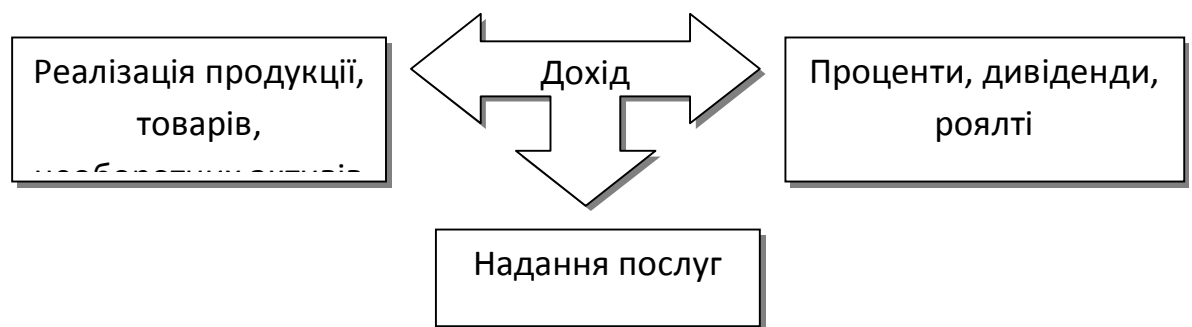 Реалізація продукції,
товарів,
Дохід
Проценти, дивіденди,
роялті
Надання послуг